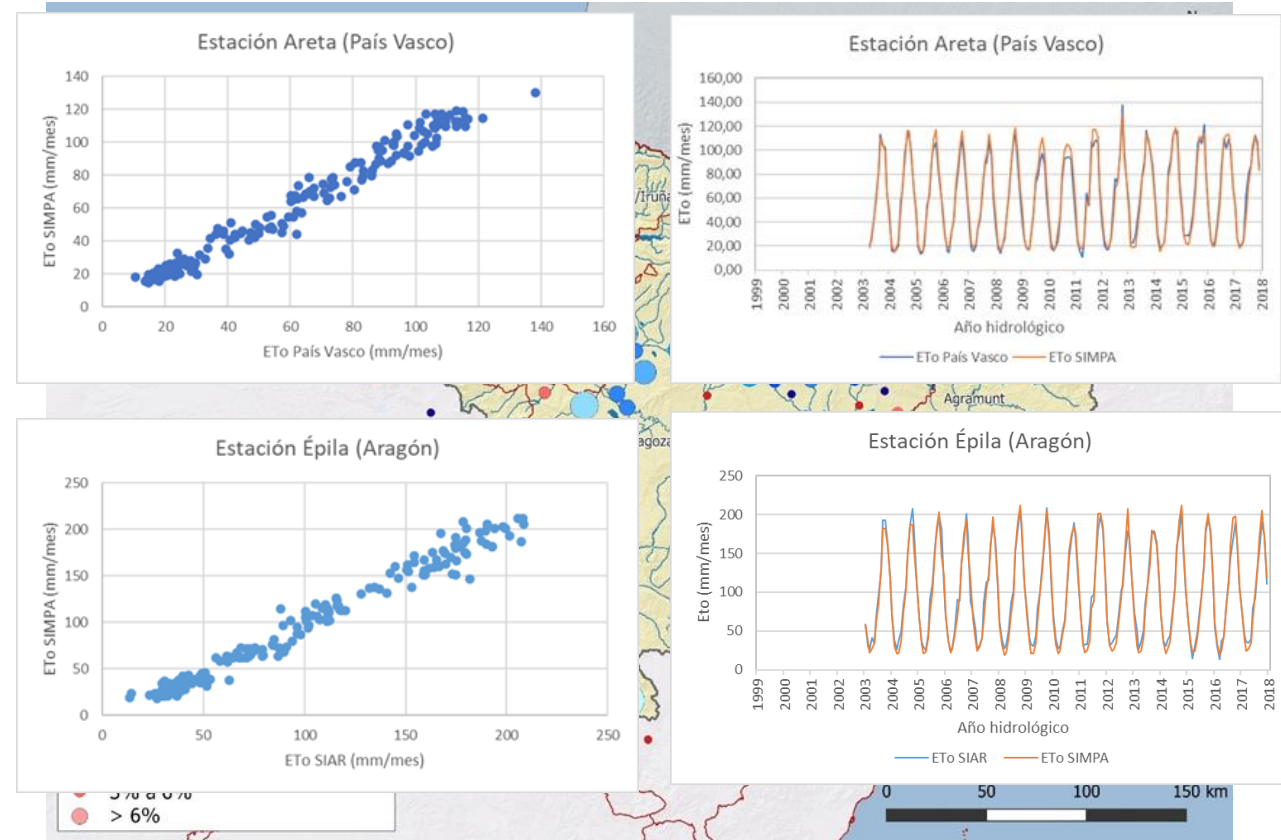 Estación Areta (País Vasco)
ETo SIMPA (mm/mes)
140
120
100
80
60
40
20
0
0 20 40 60 80 100 120 140 160
ETo País Vasco (mm/mes)
Estación Areta (País Vasco)
ETo (mm/mes)
160,00
140,00
120,00
100,00
80,00
60,00
40,00
20,00
0,00
1999 2000 2001 2002 2003 2004 2005 2006 2007 2008 2009 2010 2011 2012 2013 2014 2015 2016 2017 2018
Año hidrológico
ETo País Vasco ETo SIMPA
/Iruña
Agramunt
agoza
Estación Épila (Aragón)
ETo SIMPA (mm/mes)
250
200
150
100
50
0
0 50 100 150 200 250
ETo SIAR (mm/mes)
Estación Épila (Aragón)
Eto (mm/mes)
250
200
150
100
50
0
1999 2000 2001 2002 2003 2004 2005 2006 2007 2008 2009 2010 2011 2012 2013 2014 2015 2016 2017 2018
Año hidrológico
ETo SIAR ETo SIMPA
> 6%
0 50 100 150 km